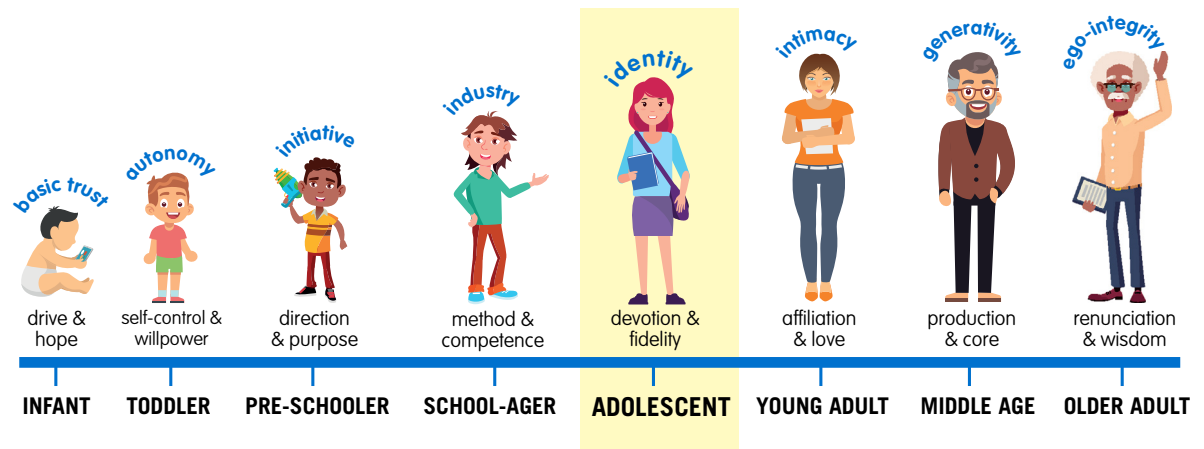 basic trust
autonomy
initiative
industry
identity
intimacy
generativity
ego-integrity
drive &
hope
self-control &
willpower
direction
& purpose
method &
competence
devotion &
fidelity
affiliation
& love
production
& core
renunciation
& wisdom
INFANT
TODDLER
PRE-SCHOOLER
SCHOOL-AGER
ADOLESCENT
YOUNG ADULT
MIDDLE AGE
OLDER ADULT